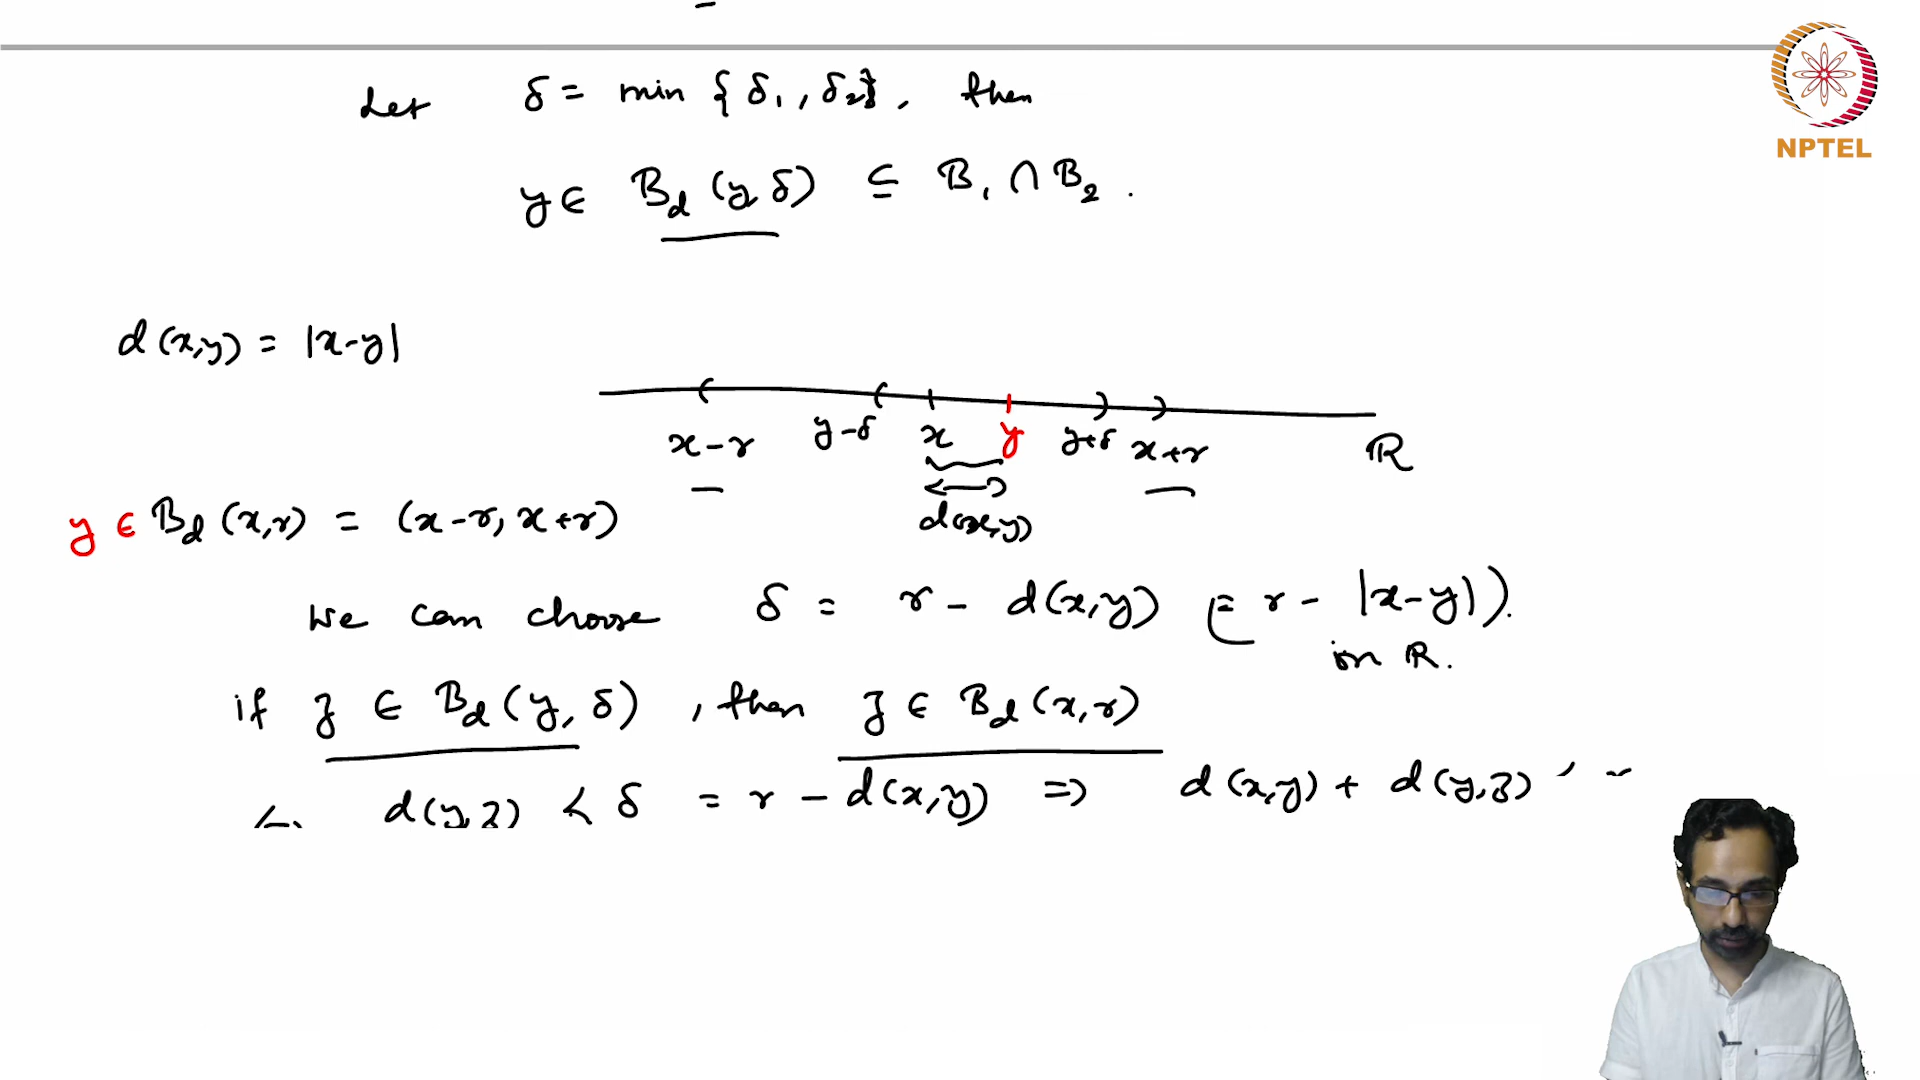 NPTEL
Let δ = min {δ₁, δ₂}, then
y ∈ B_d (y, δ) ⊆ B₁ ∩ B₂ .
d(x,y) = |x-y|
x-r y-δ x y y+δ x+r ℝ
d(x,y)
y ∈ B_d (x,r) = (x-r, x+r)
We can choose δ = r - d(x,y) (= r - |x-y|).
in ℝ.
if z ∈ B_d (y, δ) , then z ∈ B_d (x,r)
d(y,z) < δ = r - d(x,y) ⇒ d(x,y) + d(y,z)